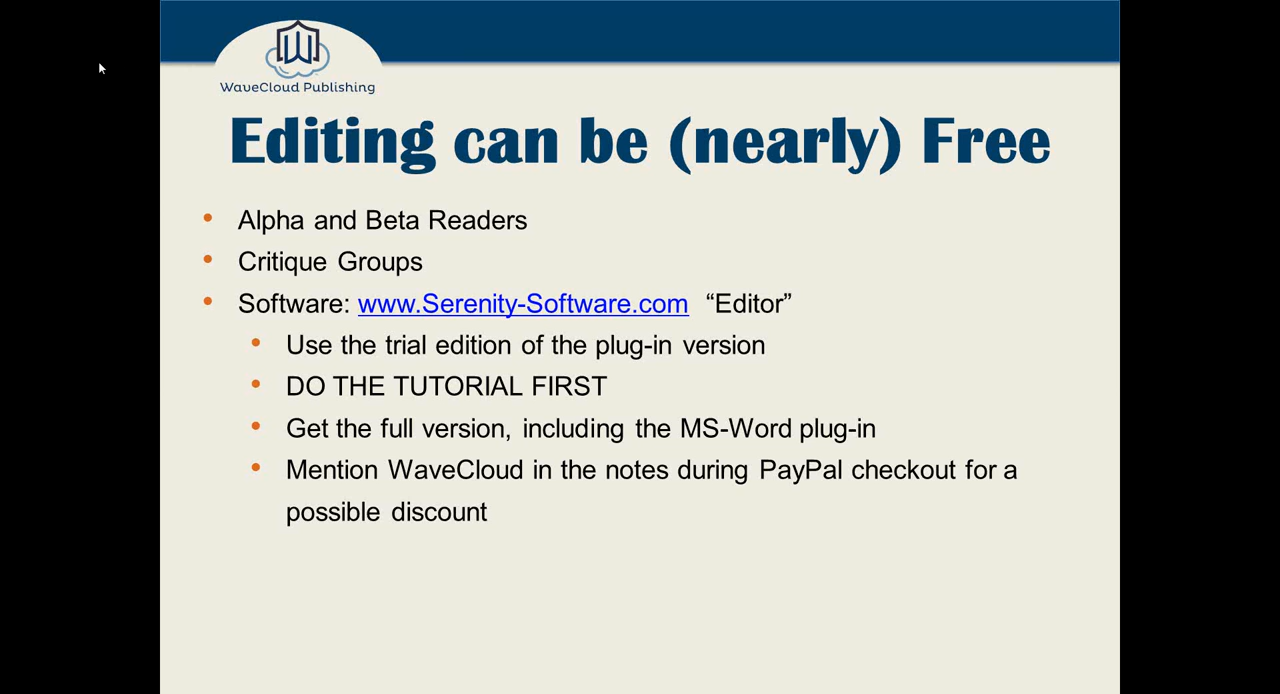 WaveCloud Publishing
Editing can be (nearly) Free
• Alpha and Beta Readers
• Critique Groups
• Software: www.Serenity-Software.com “Editor”
• Use the trial edition of the plug-in version
• DO THE TUTORIAL FIRST
• Get the full version, including the MS-Word plug-in
• Mention WaveCloud in the notes during PayPal checkout for a
possible discount